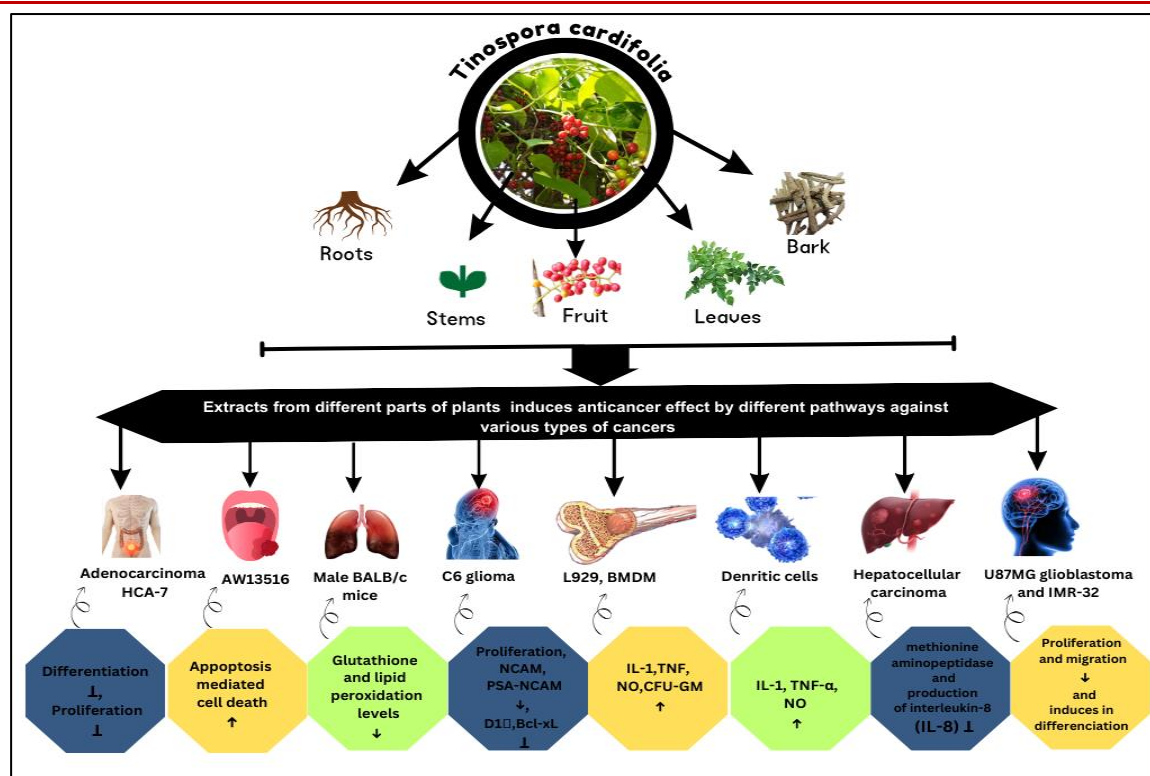 Tinospora cardifolia
Roots
Stems
Fruit
Leaves
Bark
Extracts from different parts of plants induces anticancer effect by different pathways against
various types of cancers
Adenocarcinoma
HCA-7
AW13516
Male BALB/c
mice
C6 glioma
L929, BMDM
Denritic cells
Hepatocellular
carcinoma
U87MG glioblastoma
and IMR-32
Differentiation
⊥,
Proliferation
⊥
Appoptosis
mediated
cell death
↑
Glutathione
and lipid
peroxidation
levels
↓
Proliferation,
NCAM,
PSA-NCAM
↓,
D1▯,Bcl-xL
⊥
IL-1,TNF,
NO,CFU-GM
↑
IL-1, TNF-α,
NO
↑
methionine
aminopeptidase
and
production
of interleukin-8
(IL-8) ⊥
Proliferation
and migration
↓
and
induces in
differenciation